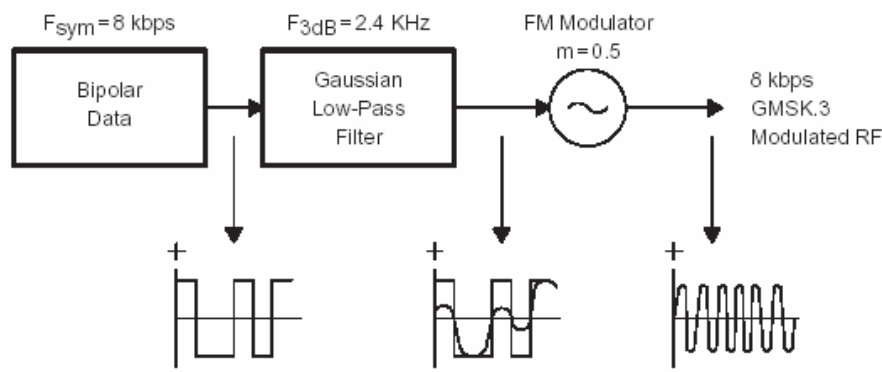 Fsym=8 kbps
F3dB=2.4 KHz
FM Modulator
m=0.5
Bipolar
Data
Gaussian
Low-Pass
Filter
8 kbps
GMSK.3
Modulated RF
+
+
+